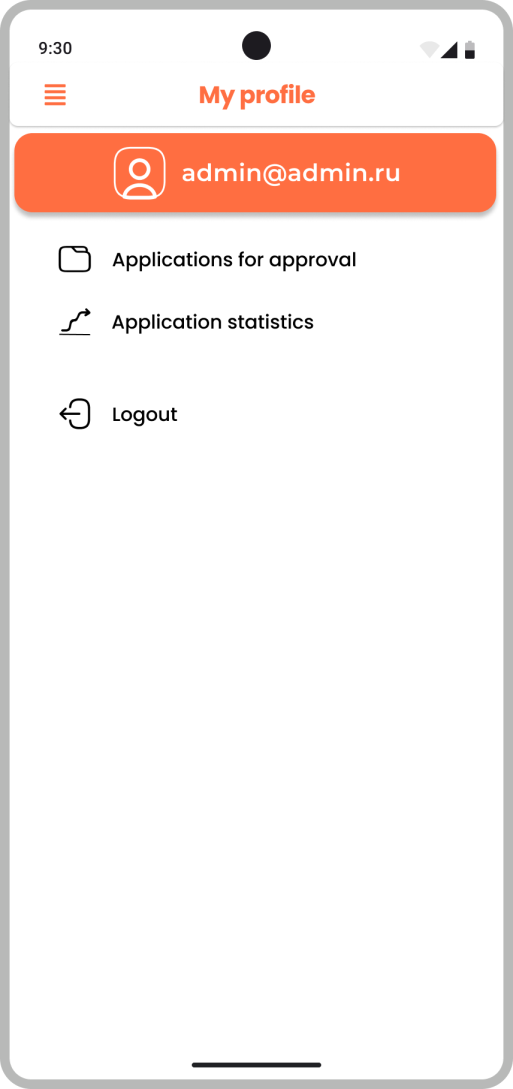 9:30
My profile
admin@admin.ru
Applications for approval
Application statistics
Logout